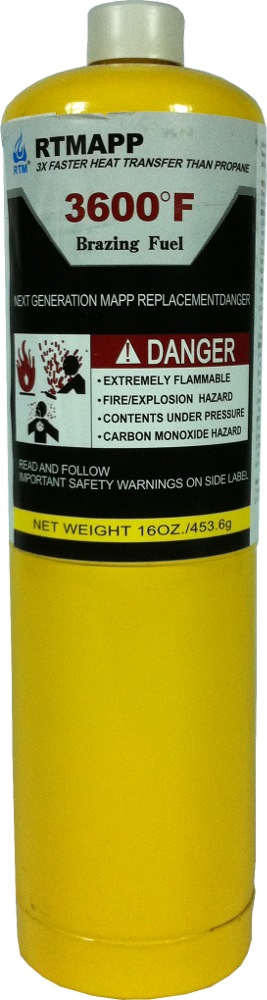 RTMAPP
RTM®
3X FASTER HEAT TRANSFER THAN PROPANE
3600°F
Brazing Fuel
NEXT GENERATION MAPP REPLACEMENTDANGER
DANGER
•EXTREMELY FLAMMABLE
•FIRE/EXPLOSION HAZARD
•CONTENTS UNDER PRESSURE
•CARBON MONOXIDE HAZARD
READ AND FOLLOW
IMPORTANT SAFETY WARNINGS ON SIDE LABEL
NET WEIGHT 16OZ./453.6g